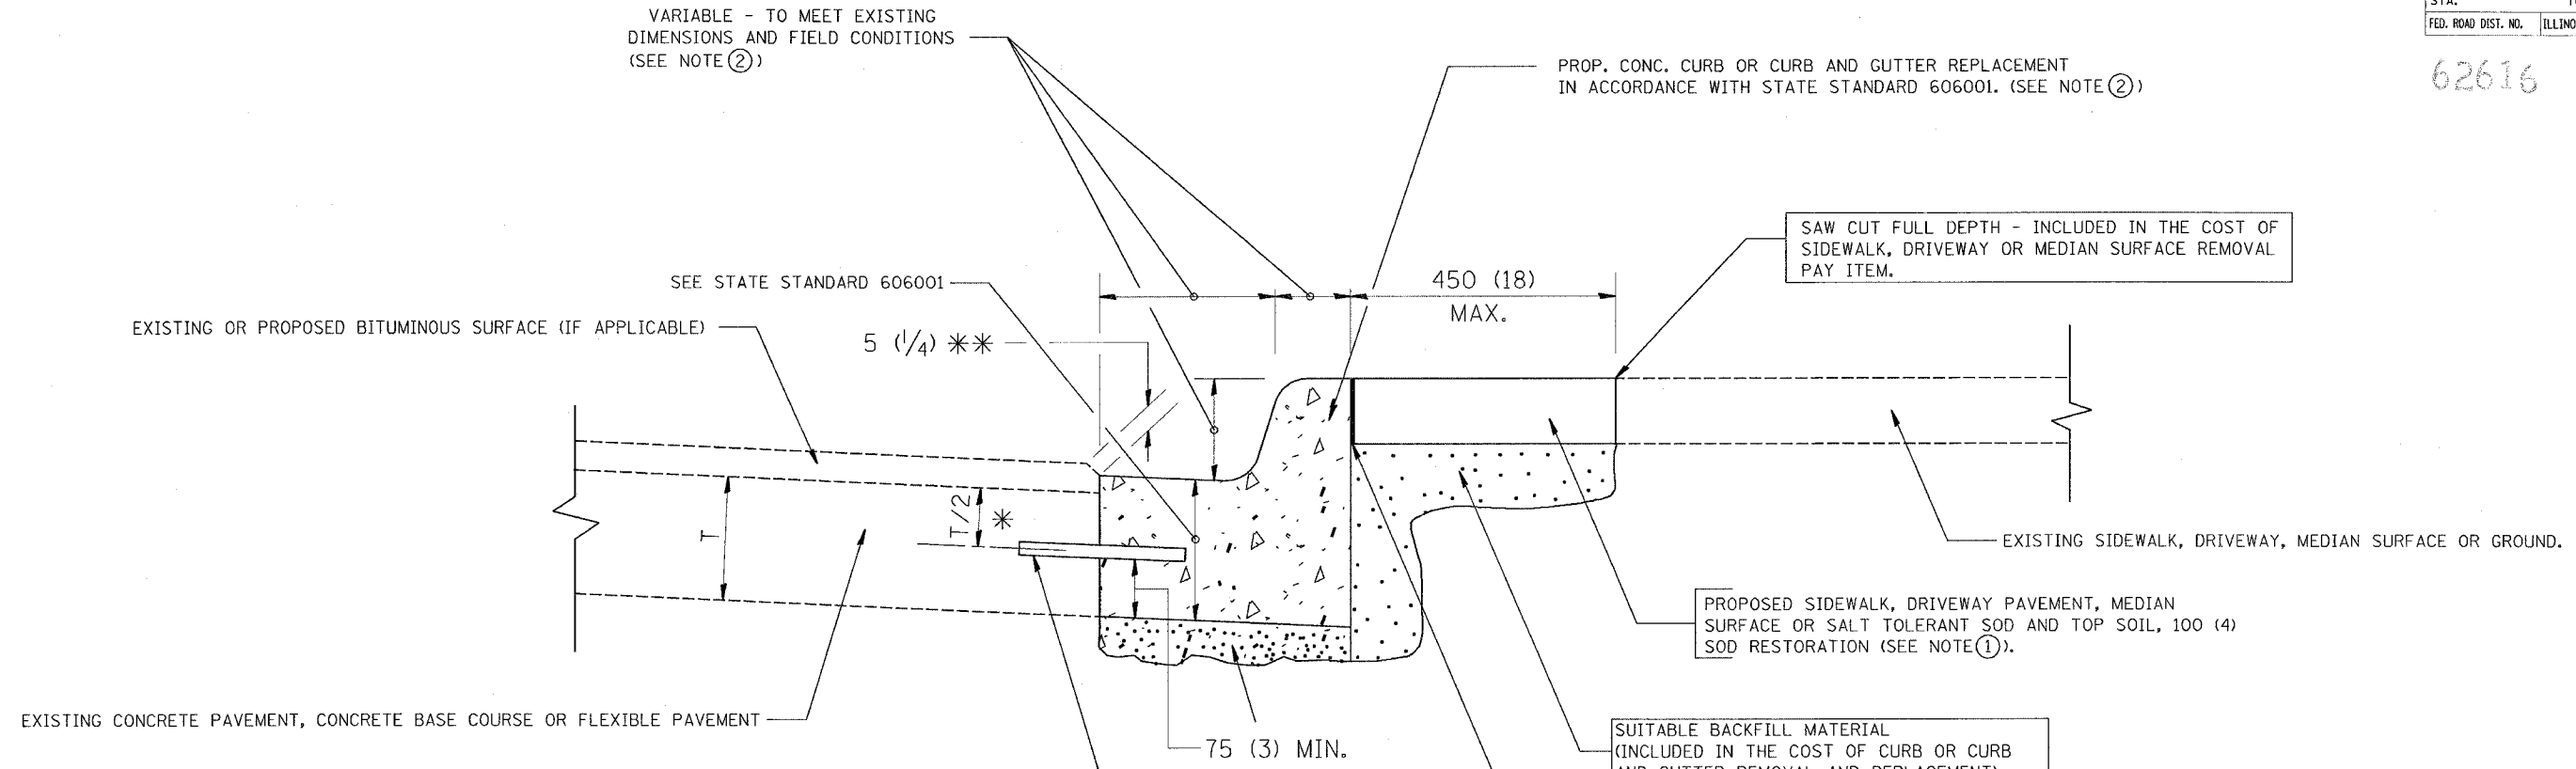 VARIABLE - TO MEET EXISTING
DIMENSIONS AND FIELD CONDITIONS
(SEE NOTE ②)
STA.
FED. ROAD DIST. NO.
62616
PROP. CONC. CURB OR CURB AND GUTTER REPLACEMENT
IN ACCORDANCE WITH STATE STANDARD 606001. (SEE NOTE ②)
SAW CUT FULL DEPTH - INCLUDED IN THE COST OF
SIDEWALK, DRIVEWAY OR MEDIAN SURFACE REMOVAL
PAY ITEM.
SEE STATE STANDARD 606001
450 (18)
MAX.
EXISTING OR PROPOSED BITUMINOUS SURFACE (IF APPLICABLE)
5 (1/4) **
T
T/2
*
EXISTING SIDEWALK, DRIVEWAY, MEDIAN SURFACE OR GROUND.
PROPOSED SIDEWALK, DRIVEWAY PAVEMENT, MEDIAN
SURFACE OR SALT TOLERANT SOD AND TOP SOIL, 100 (4)
SOD RESTORATION (SEE NOTE ①).
EXISTING CONCRETE PAVEMENT, CONCRETE BASE COURSE OR FLEXIBLE PAVEMENT
75 (3) MIN.
SUITABLE BACKFILL MATERIAL
(INCLUDED IN THE COST OF CURB OR CURB
AND GUTTER REMOVAL AND REPLACEMENT)